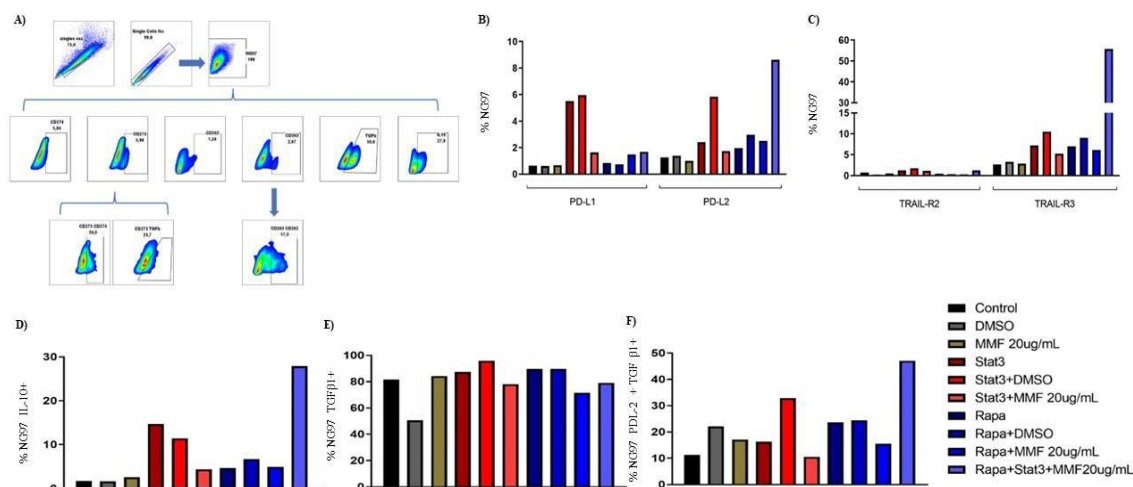 A)
Single Cells fsc
NG97
100
CD274
CD273
CD262
CD263
TGFb
CD273 CD274
CD273 TGFb
CD263 CD262
B)
% NG97
10
8
6
4
2
0
PD-L1
PD-L2
C)
% NG97
60
50
40
30
10
5
0
TRAIL-R2
TRAIL-R3
D)
% NG97 IL-10+
30
20
10
0
E)
% NG97 TGFβ1+
100
80
60
40
20
0
F)
% NG97 PDL-2 + TGF β1+
50
40
30
20
10
0
Control
DMSO
MMF 20ug/mL
Stat3
Stat3+DMSO
Stat3+MMF 20ug/mL
Rapa
Rapa+DMSO
Rapa+MMF 20ug/mL
Rapa+Stat3+MMF20ug/mL